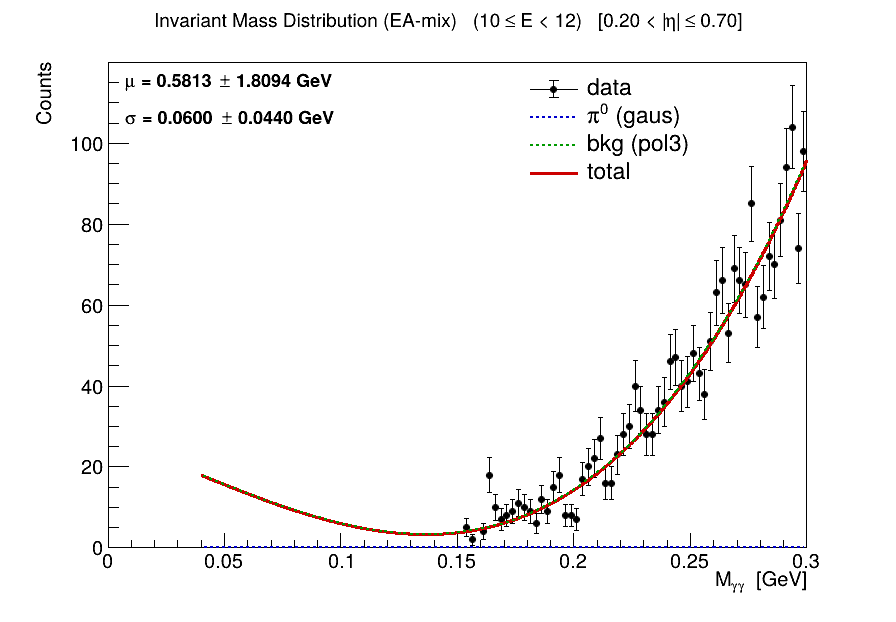 Invariant Mass Distribution (EA-mix) (10 ≤ E < 12) [0.20 < |η| ≤ 0.70]
Counts
μ = 0.5813 ± 1.8094 GeV
σ = 0.0600 ± 0.0440 GeV
data
π⁰ (gaus)
bkg (pol3)
total
100
80
60
40
20
0
0 0.05 0.1 0.15 0.2 0.25 0.3
M_γγ [GeV]